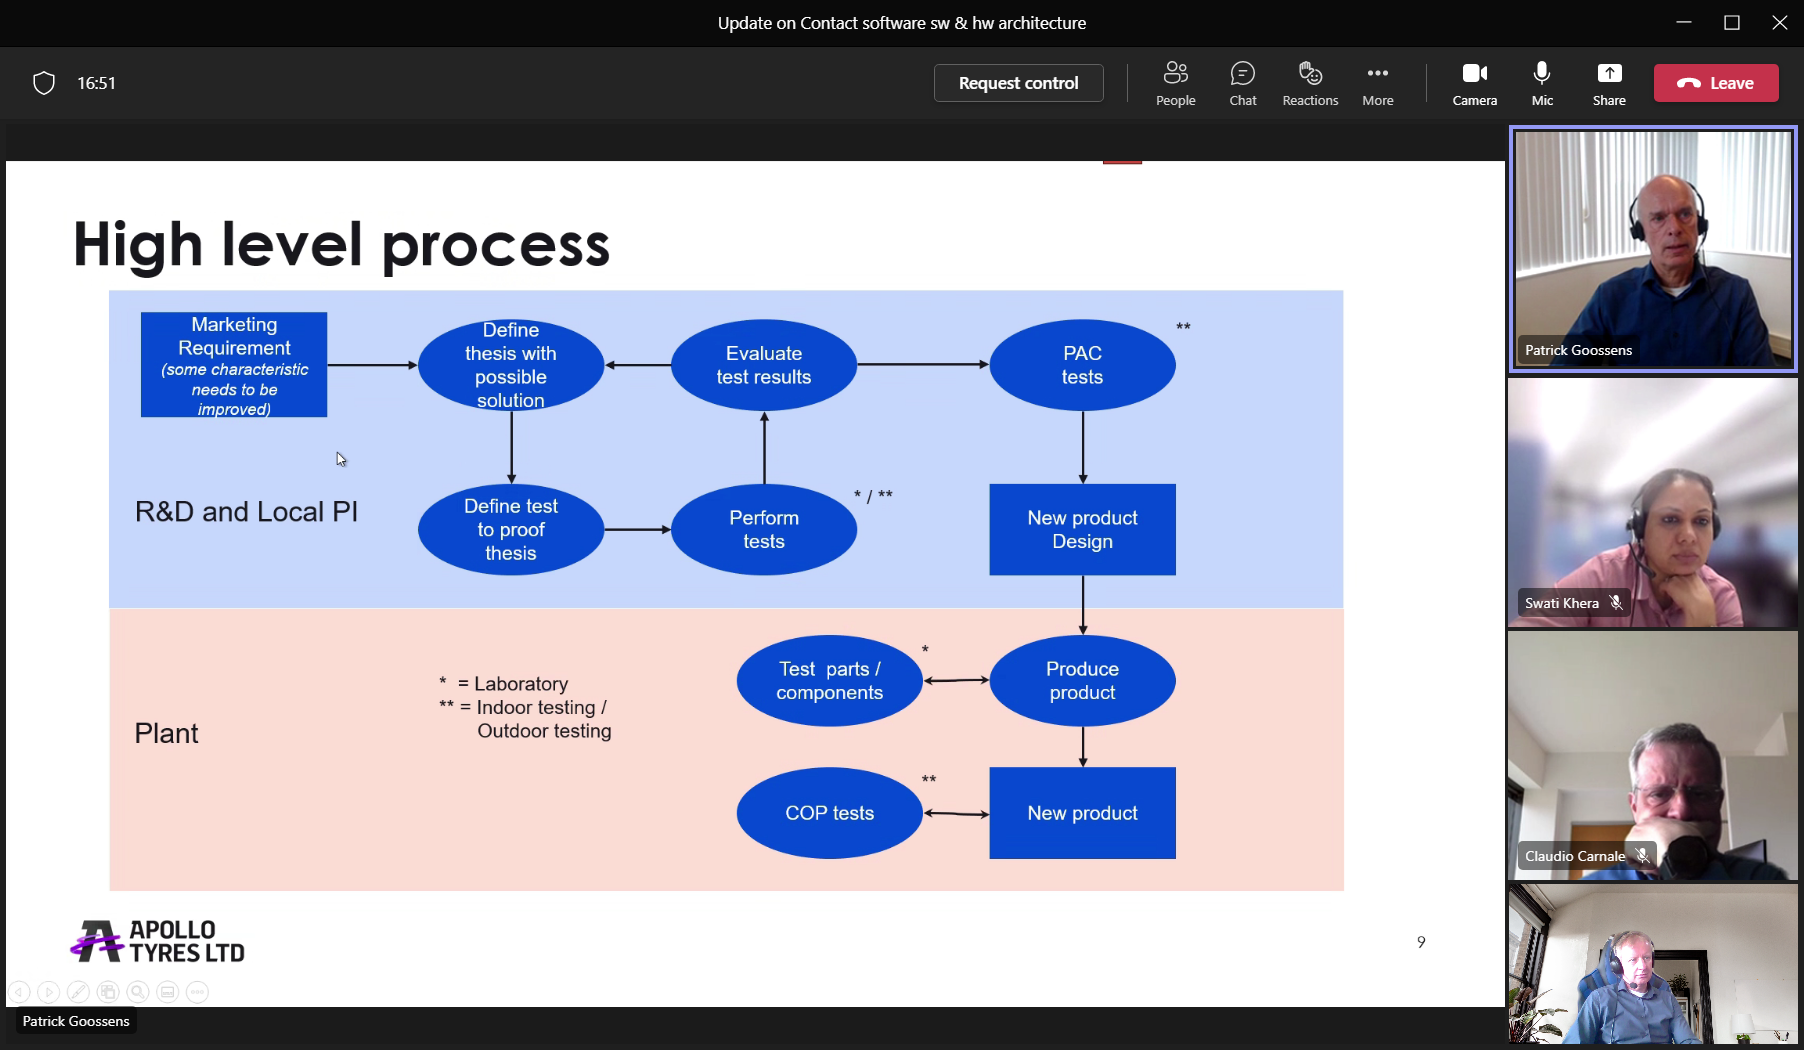 Update on Contact software sw & hw architecture
16:51
Request control
People
Chat
Reactions
More
Camera
Mic
Share
Leave
High level process
Marketing
Requirement
(some characteristic
needs to be
improved)
Define
thesis with
possible
solution
Evaluate
test results
PAC
tests
**
R&D and Local PI
Define test
to proof
thesis
Perform
tests
* / **
New product
Design
Plant
* = Laboratory
** = Indoor testing /
Outdoor testing
Test parts /
components
*
Produce
product
COP tests
**
New product
APOLLO
TYRES LTD
9
Patrick Goossens
Patrick Goossens
Swati Khera
Claudio Carnale